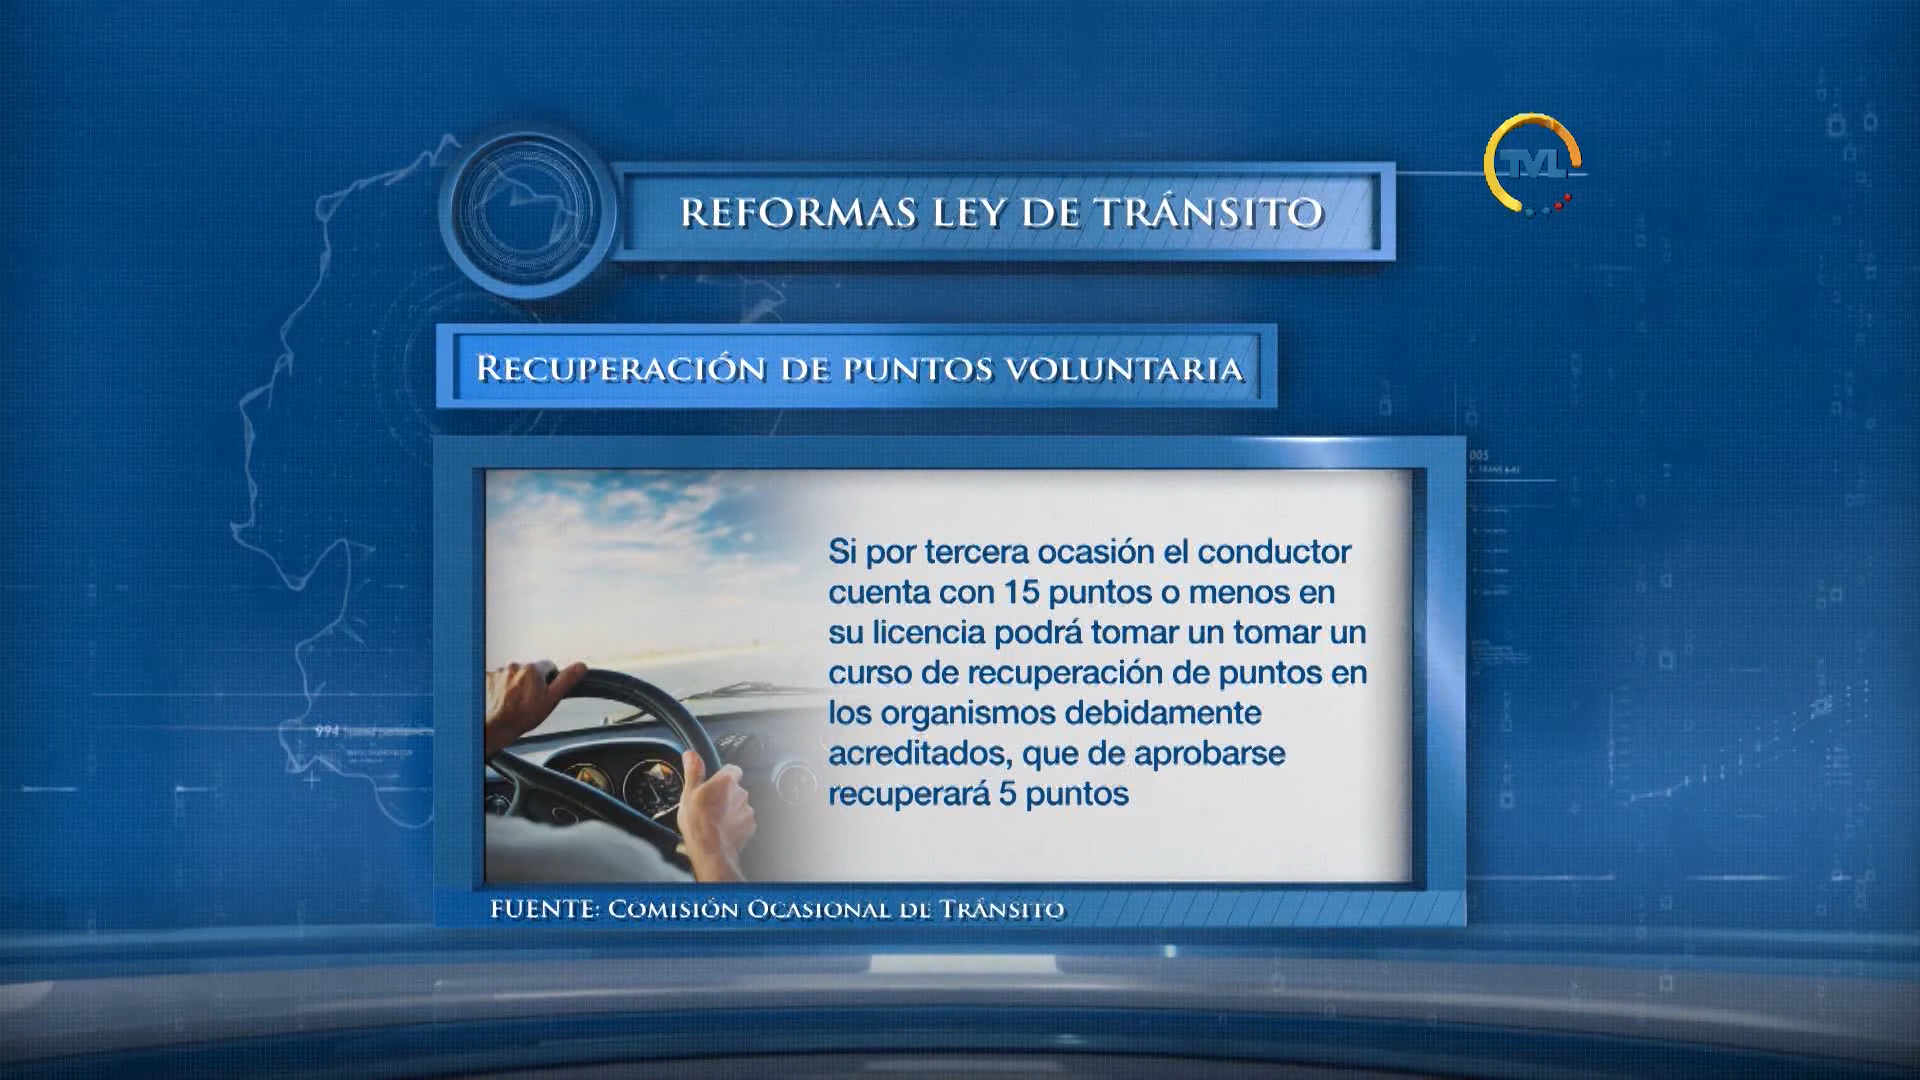 TVL
REFORMAS LEY DE TRÁNSITO
RECUPERACIÓN DE PUNTOS VOLUNTARIA
005
Si por tercera ocasión el conductor
cuenta con 15 puntos o menos en
su licencia podrá tomar un tomar un
curso de recuperación de puntos en
los organismos debidamente
acreditados, que de aprobarse
recuperará 5 puntos
994
FUENTE: COMISIÓN OCASIONAL DE TRÁNSITO